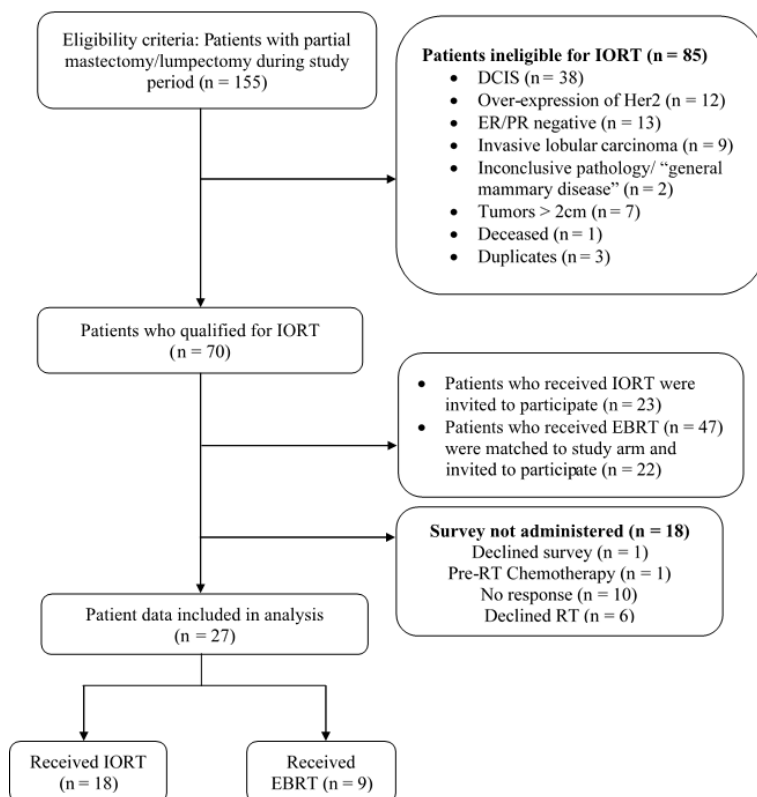 Eligibility criteria: Patients with partial
mastectomy/lumpectomy during study
period (n = 155)
Patients ineligible for IORT (n = 85)
• DCIS (n = 38)
• Over-expression of Her2 (n = 12)
• ER/PR negative (n = 13)
• Invasive lobular carcinoma (n = 9)
• Inconclusive pathology/ “general
mammary disease” (n = 2)
• Tumors > 2cm (n = 7)
• Deceased (n = 1)
• Duplicates (n = 3)
Patients who qualified for IORT
(n = 70)
• Patients who received IORT were
invited to participate (n = 23)
• Patients who received EBRT (n = 47)
were matched to study arm and
invited to participate (n = 22)
Survey not administered (n = 18)
Declined survey (n = 1)
Pre-RT Chemotherapy (n = 1)
No response (n = 10)
Declined RT (n = 6)
Patient data included in analysis
(n = 27)
Received IORT
(n = 18)
Received
EBRT (n = 9)